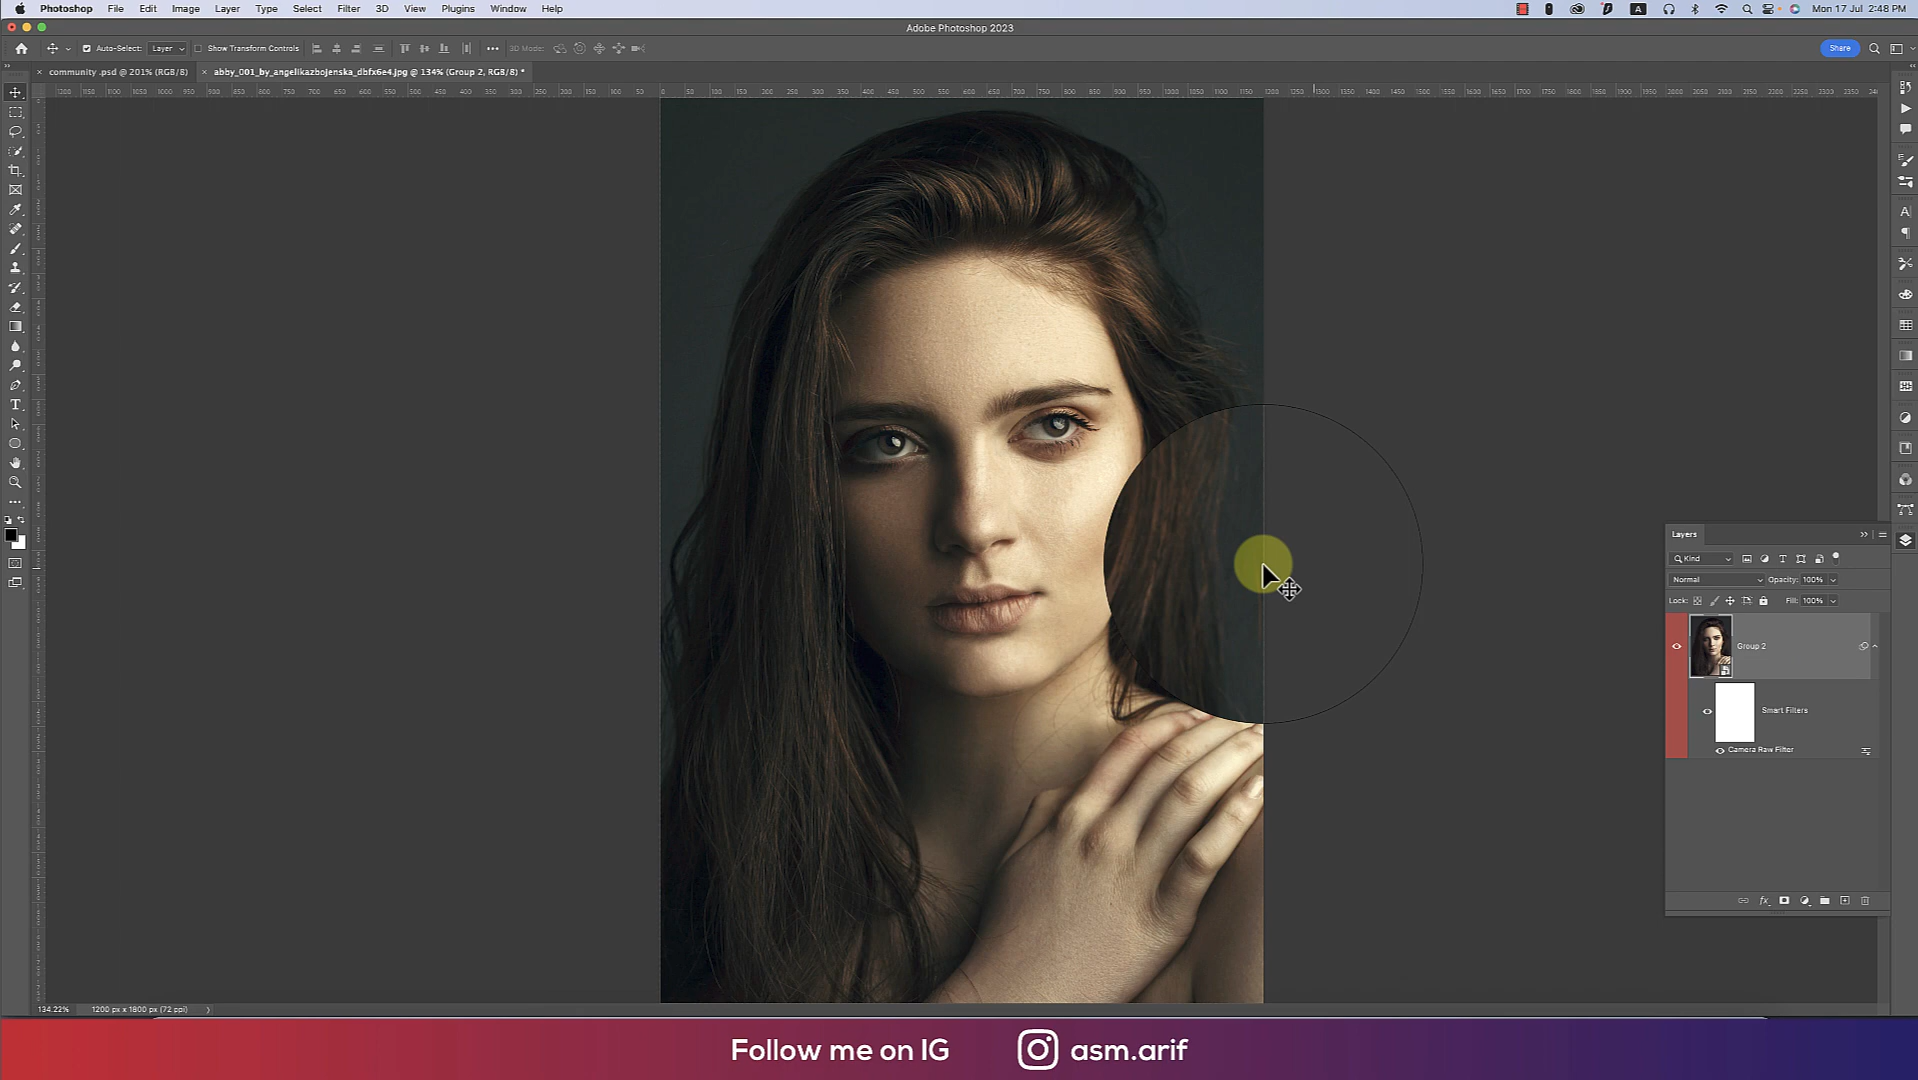 Photoshop File Edit Image Layer Type Select Filter 3D View Plugins Window Help
Mon 17 Jul 2:48 PM
Adobe Photoshop 2023
Auto-Select: Layer Show Transform Controls 3D Mode: Share
community .psd @ 201% (RGB/8)
abby_001_by_angelikazbojenska_dbfx6e4.jpg @ 134% (Group 2, RGB/8) *
Layers
Kind
Normal Opacity: 100%
Lock: Fill: 100%
Group 2
Smart Filters
Camera Raw Filter
134.22% 1200 px x 1800 px (72 ppi)
Follow me on IG asm.arif